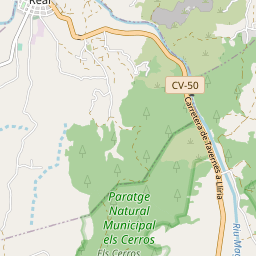 Real
CV-50
Carretera de Tavernes a Llíria
Paratge
Natural
Municipal
els Cerros
Els Cerros